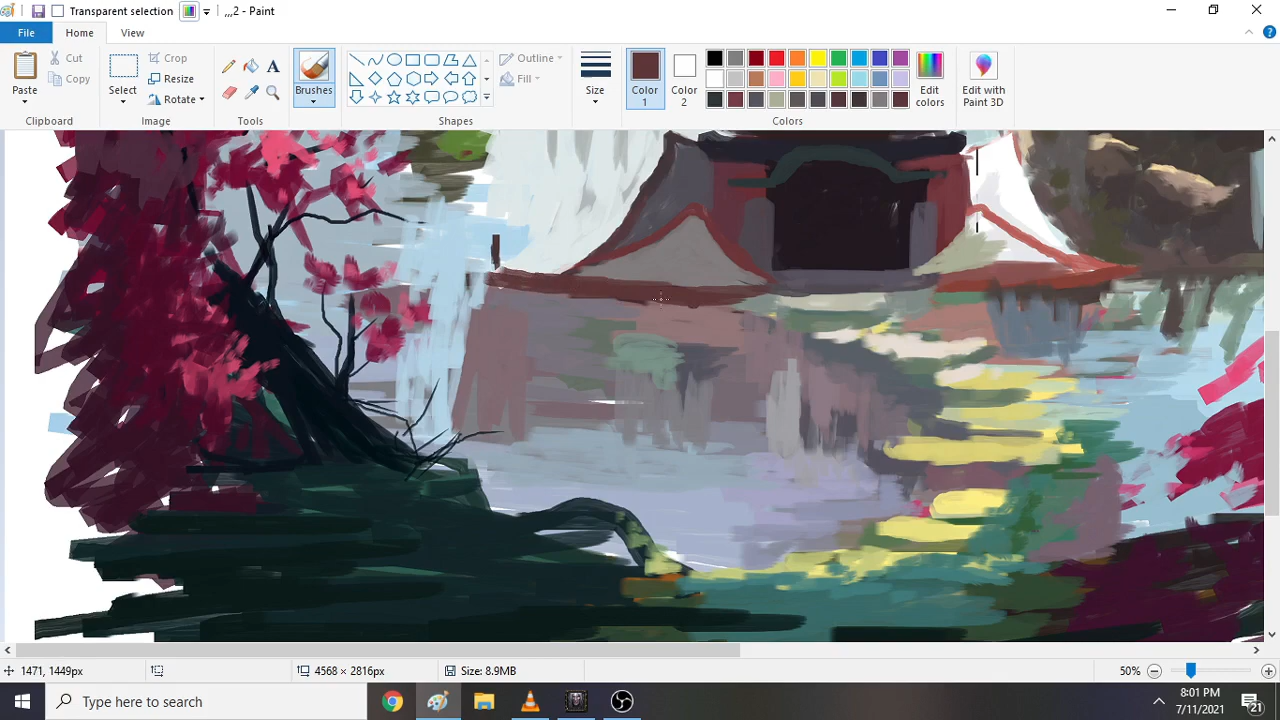 Transparent selection ,,,2 - Paint
File Home View
Paste Cut Copy
Select Crop Resize Rotate
A
Brushes
Outline Fill
Size
Color 1
Color 2
Edit colors
Edit with Paint 3D
Clipboard Image Tools Shapes Colors
1471, 1449px 4568 × 2816px Size: 8.9MB 50%
Type here to search
8:01 PM
7/11/2021
21